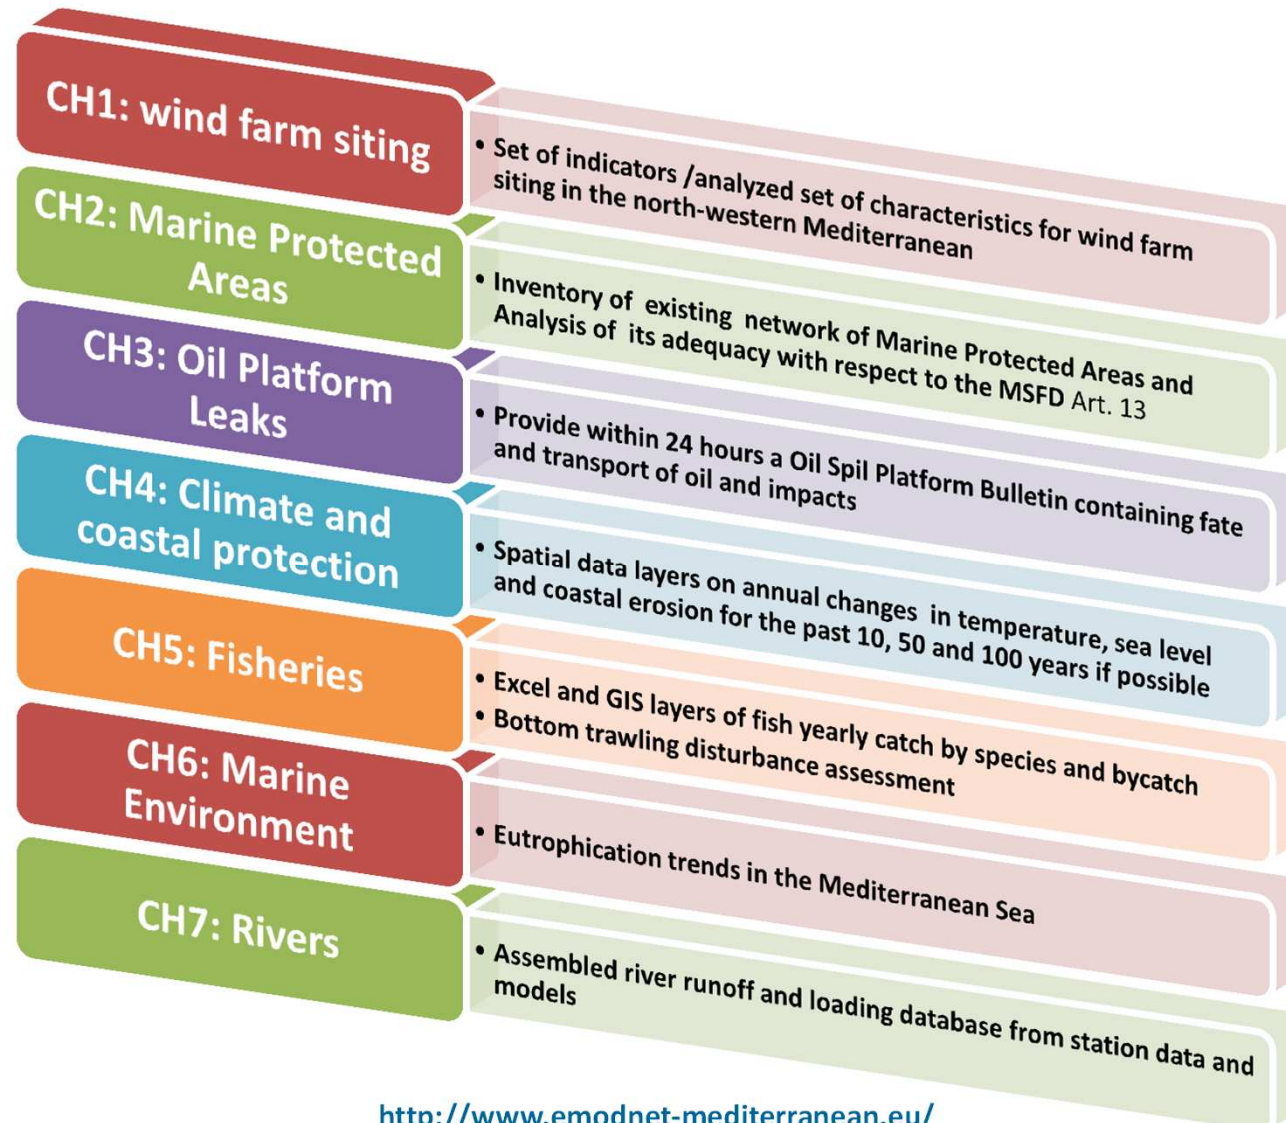 CH1: wind farm siting
• Set of indicators /analyzed set of characteristics for wind farm
siting in the north-western Mediterranean
CH2: Marine Protected
Areas
• Inventory of existing network of Marine Protected Areas and
Analysis of its adequacy with respect to the MSFD Art. 13
CH3: Oil Platform
Leaks
• Provide within 24 hours a Oil Spil Platform Bulletin containing fate
and transport of oil and impacts
CH4: Climate and
coastal protection
• Spatial data layers on annual changes in temperature, sea level
and coastal erosion for the past 10, 50 and 100 years if possible
CH5: Fisheries
• Excel and GIS layers of fish yearly catch by species and bycatch
• Bottom trawling disturbance assessment
CH6: Marine
Environment
• Eutrophication trends in the Mediterranean Sea
CH7: Rivers
• Assembled river runoff and loading database from station data and
models
http://www.emodnet-mediterranean.eu/